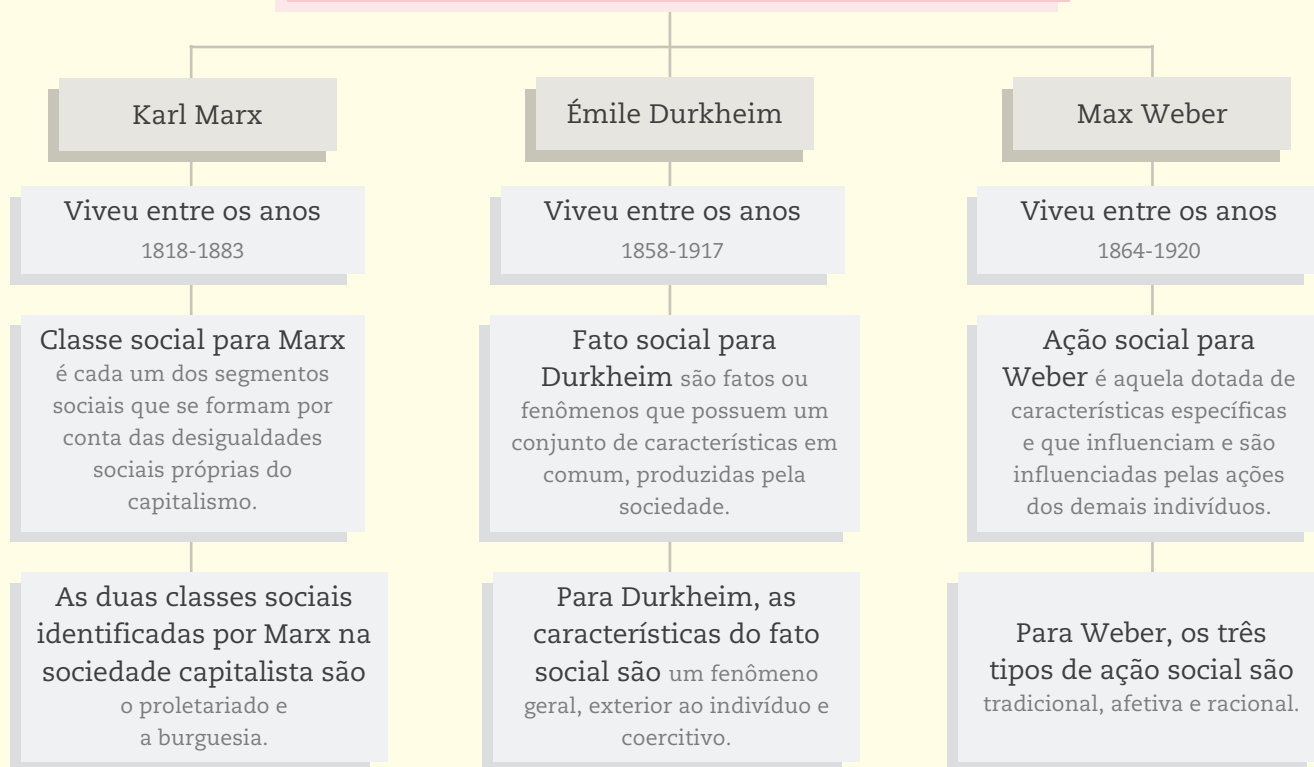 Karl Marx
Viveu entre os anos
1818-1883
Classe social para Marx
é cada um dos segmentos
sociais que se formam por
conta das desigualdades
sociais próprias do
capitalismo.
As duas classes sociais
identificadas por Marx na
sociedade capitalista são
o proletariado e
a burguesia.
Émile Durkheim
Viveu entre os anos
1858-1917
Fato social para
Durkheim são fatos ou
fenômenos que possuem um
conjunto de características em
comum, produzidas pela
sociedade.
Para Durkheim, as
características do fato
social são um fenômeno
geral, exterior ao indivíduo e
coercitivo.
Max Weber
Viveu entre os anos
1864-1920
Ação social para
Weber é aquela dotada de
características específicas
e que influenciam e são
influenciadas pelas ações
dos demais indivíduos.
Para Weber, os três
tipos de ação social são
tradicional, afetiva e racional.